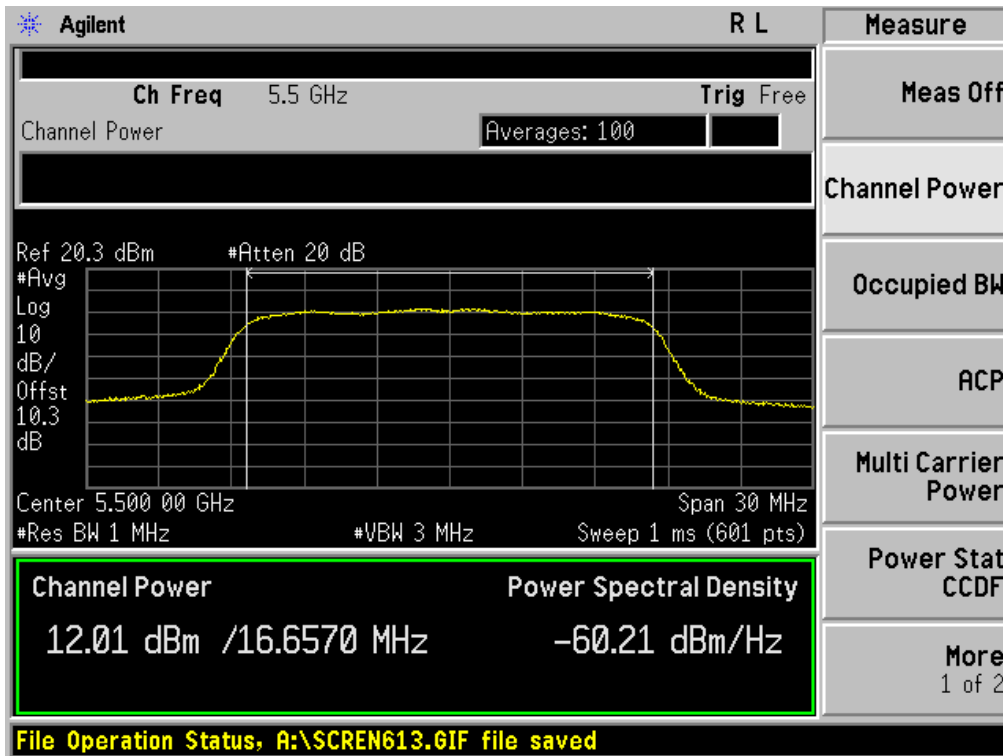 Agilent R L Measure
Ch Freq 5.5 GHz Trig Free
Meas Off
Channel Power Averages: 100
Channel Power
Ref 20.3 dBm #Atten 20 dB
#Avg
Log
10
dB/
Offst
10.3
dB
Occupied BW
ACP
Center 5.500 00 GHz Span 30 MHz
#Res BW 1 MHz #VBW 3 MHz Sweep 1 ms (601 pts)
Multi Carrier
Power
Channel Power Power Spectral Density
12.01 dBm /16.6570 MHz -60.21 dBm/Hz
Power Stat
CCDF
More
1 of 2
File Operation Status, A:\SCREN613.GIF file saved